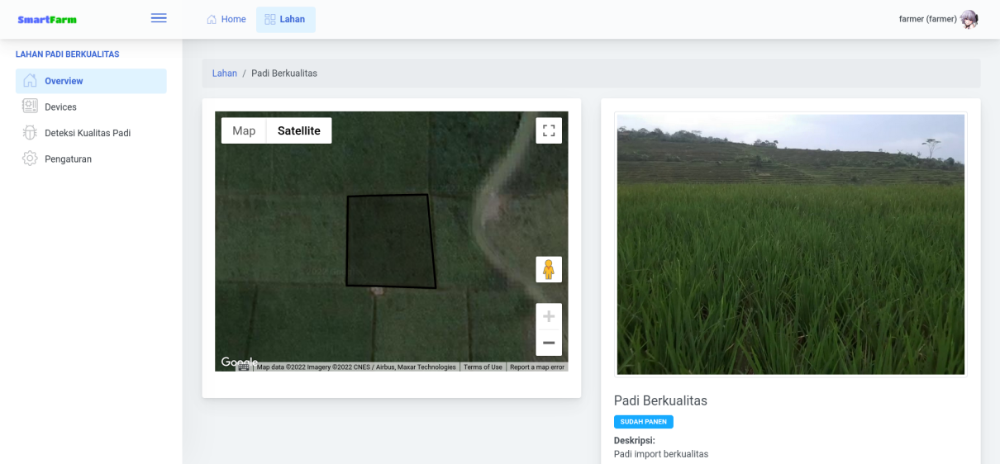 SmartFarm
Home
Lahan
farmer (farmer)
LAHAN PADI BERKUALITAS
Overview
Devices
Deteksi Kualitas Padi
Pengaturan
Lahan / Padi Berkualitas
Map
Satellite
Google
Map data ©2022 Imagery ©2022 CNES / Airbus, Maxar Technologies
Terms of Use
Report a map error
Padi Berkualitas
SUDAH PANEN
Deskripsi:
Padi import berkualitas